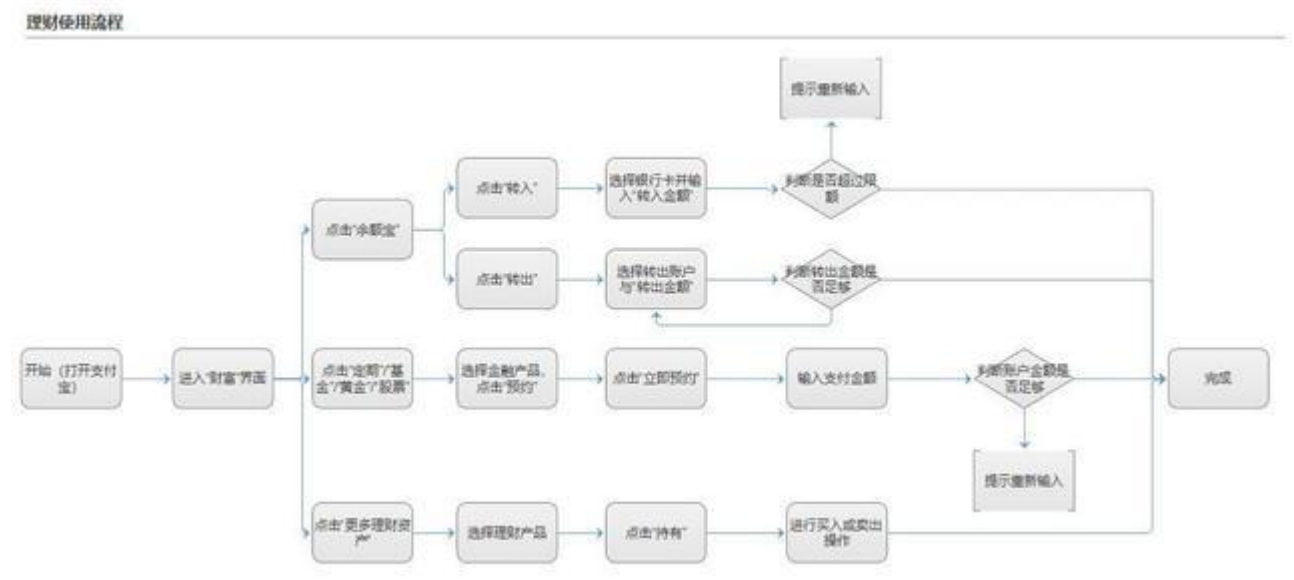 理财使用流程
提示重新输入
点击"转入"
选择银行卡并输
入"转入金额"
判断是否超过限
额
点击"余额宝"
点击"转出"
选择转出账户
与"转出金额"
判断转出金额是
否足够
开始（打开支付
宝）
进入"财富"界面
点击"定期"/"基
金"/"黄金"/"股票"
选择金融产品、
点击"预约"
点击"立即预约"
输入支付金额
判断账户金额是
否足够
完成
提示重新输入
点击"更多理财资
产"
选择理财产品
点击"持有"
进行买入或卖出
操作